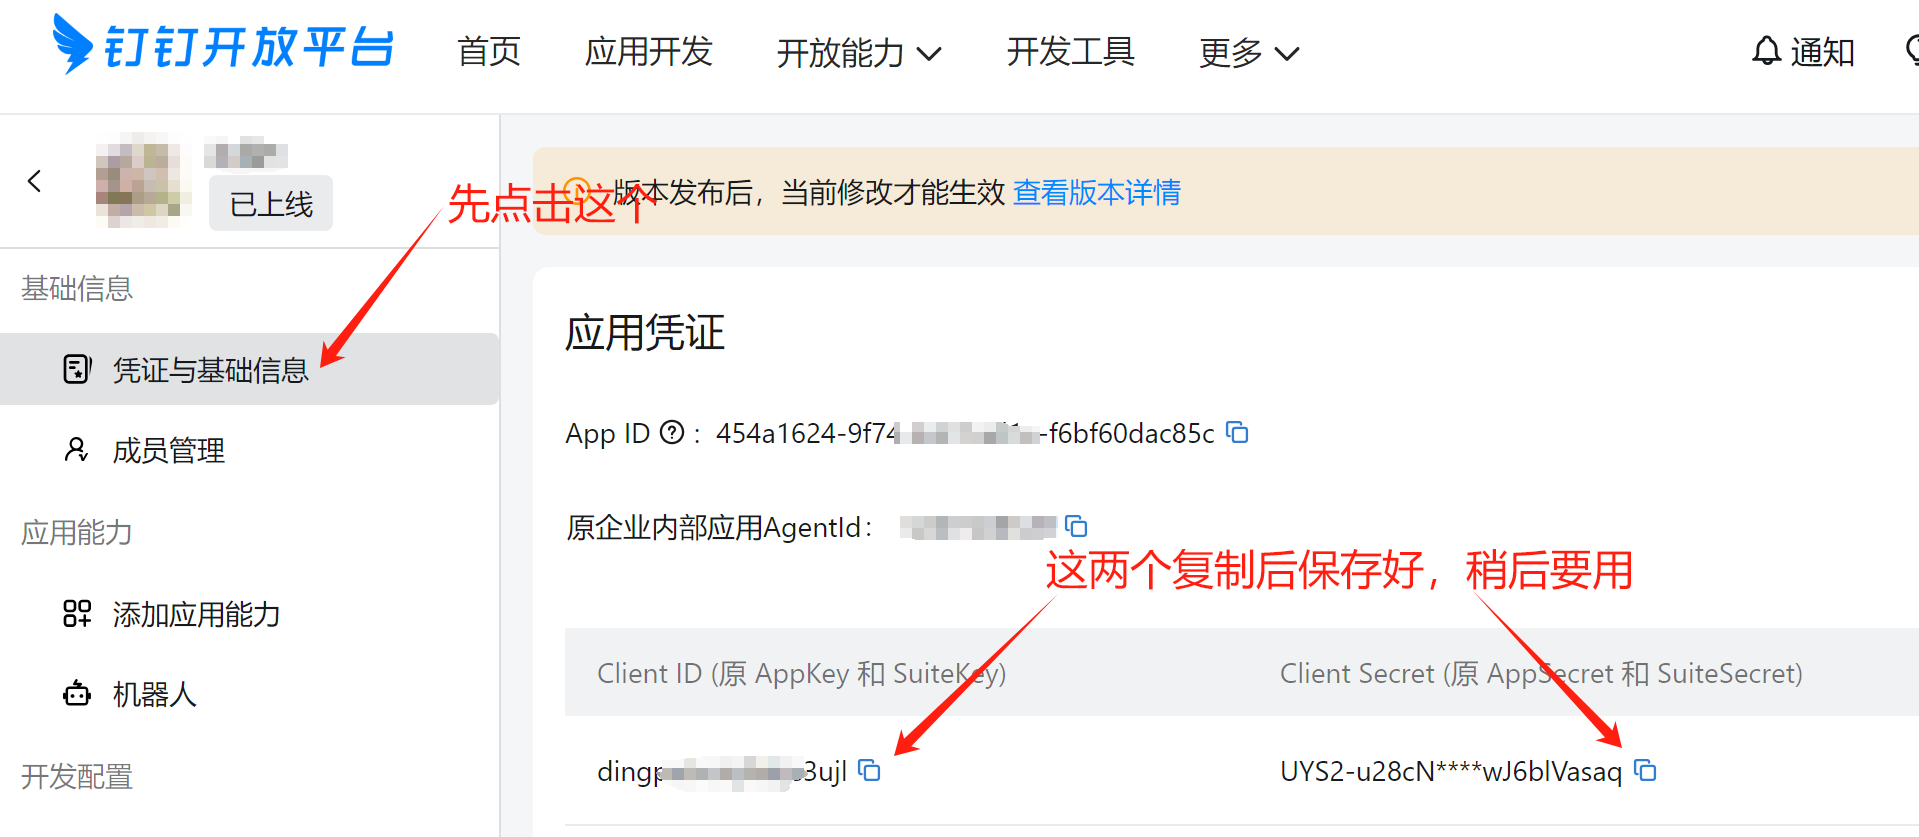 钉钉开放平台 首页 应用开发 开放能力 开发工具 更多 通知
已上线
先点击这个
版本发布后，当前修改才能生效 查看版本详情
基础信息
凭证与基础信息
成员管理
应用能力
添加应用能力
机器人
开发配置
应用凭证
App ID ? : 454a1624-9f74 -f6bf60dac85c
原企业内部应用AgentId：
这两个复制后保存好，稍后要用
Client ID (原 AppKey 和 SuiteKey) Client Secret (原 AppSecret 和 SuiteSecret)
dingp 3ujl UYS2-u28cN****wJ6blVasaq